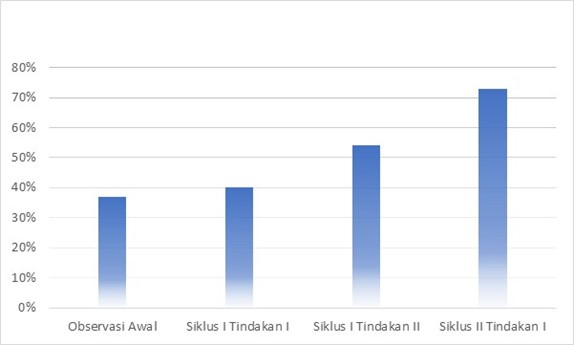 80%
70%
60%
50%
40%
30%
20%
10%
0%
Observasi Awal
Siklus I Tindakan I
Siklus I Tindakan II
Siklus II Tindakan I